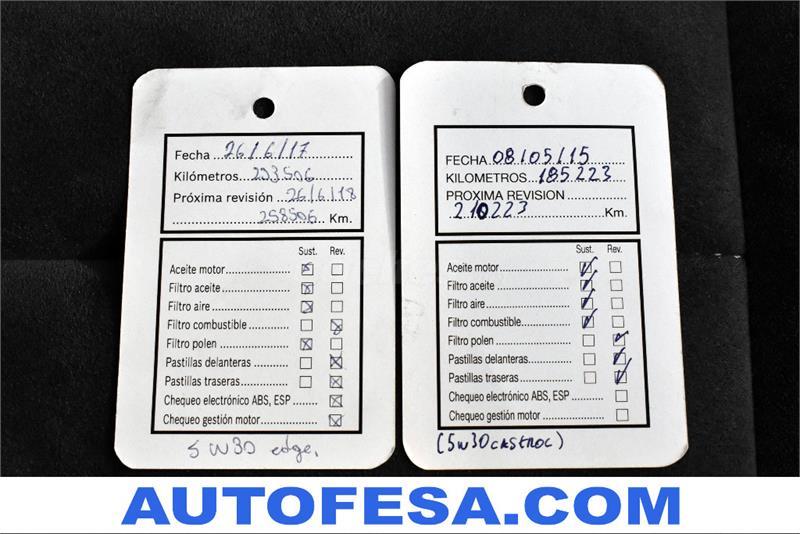 Fecha 26/6/17
Kilómetros 233506
Próxima revisión 26/6/18
258506 Km.
Sust. Rev.
Aceite motor
Filtro aceite
Filtro aire
Filtro combustible
Filtro polen
Pastillas delanteras
Pastillas traseras
Chequeo electrónico ABS, ESP
Chequeo gestión motor
5W30 edge.
FECHA 08/05/15
KILOMETROS 185.223
PROXIMA REVISION
210223 Km.
Sust. Rev.
Aceite motor
Filtro aceite
Filtro aire
Filtro combustible
Filtro polen
Pastillas delanteras
Pastillas traseras
Chequeo electrónico ABS, ESP
Chequeo gestión motor
(5W30 CASTROL)
AUTOFESA.COM